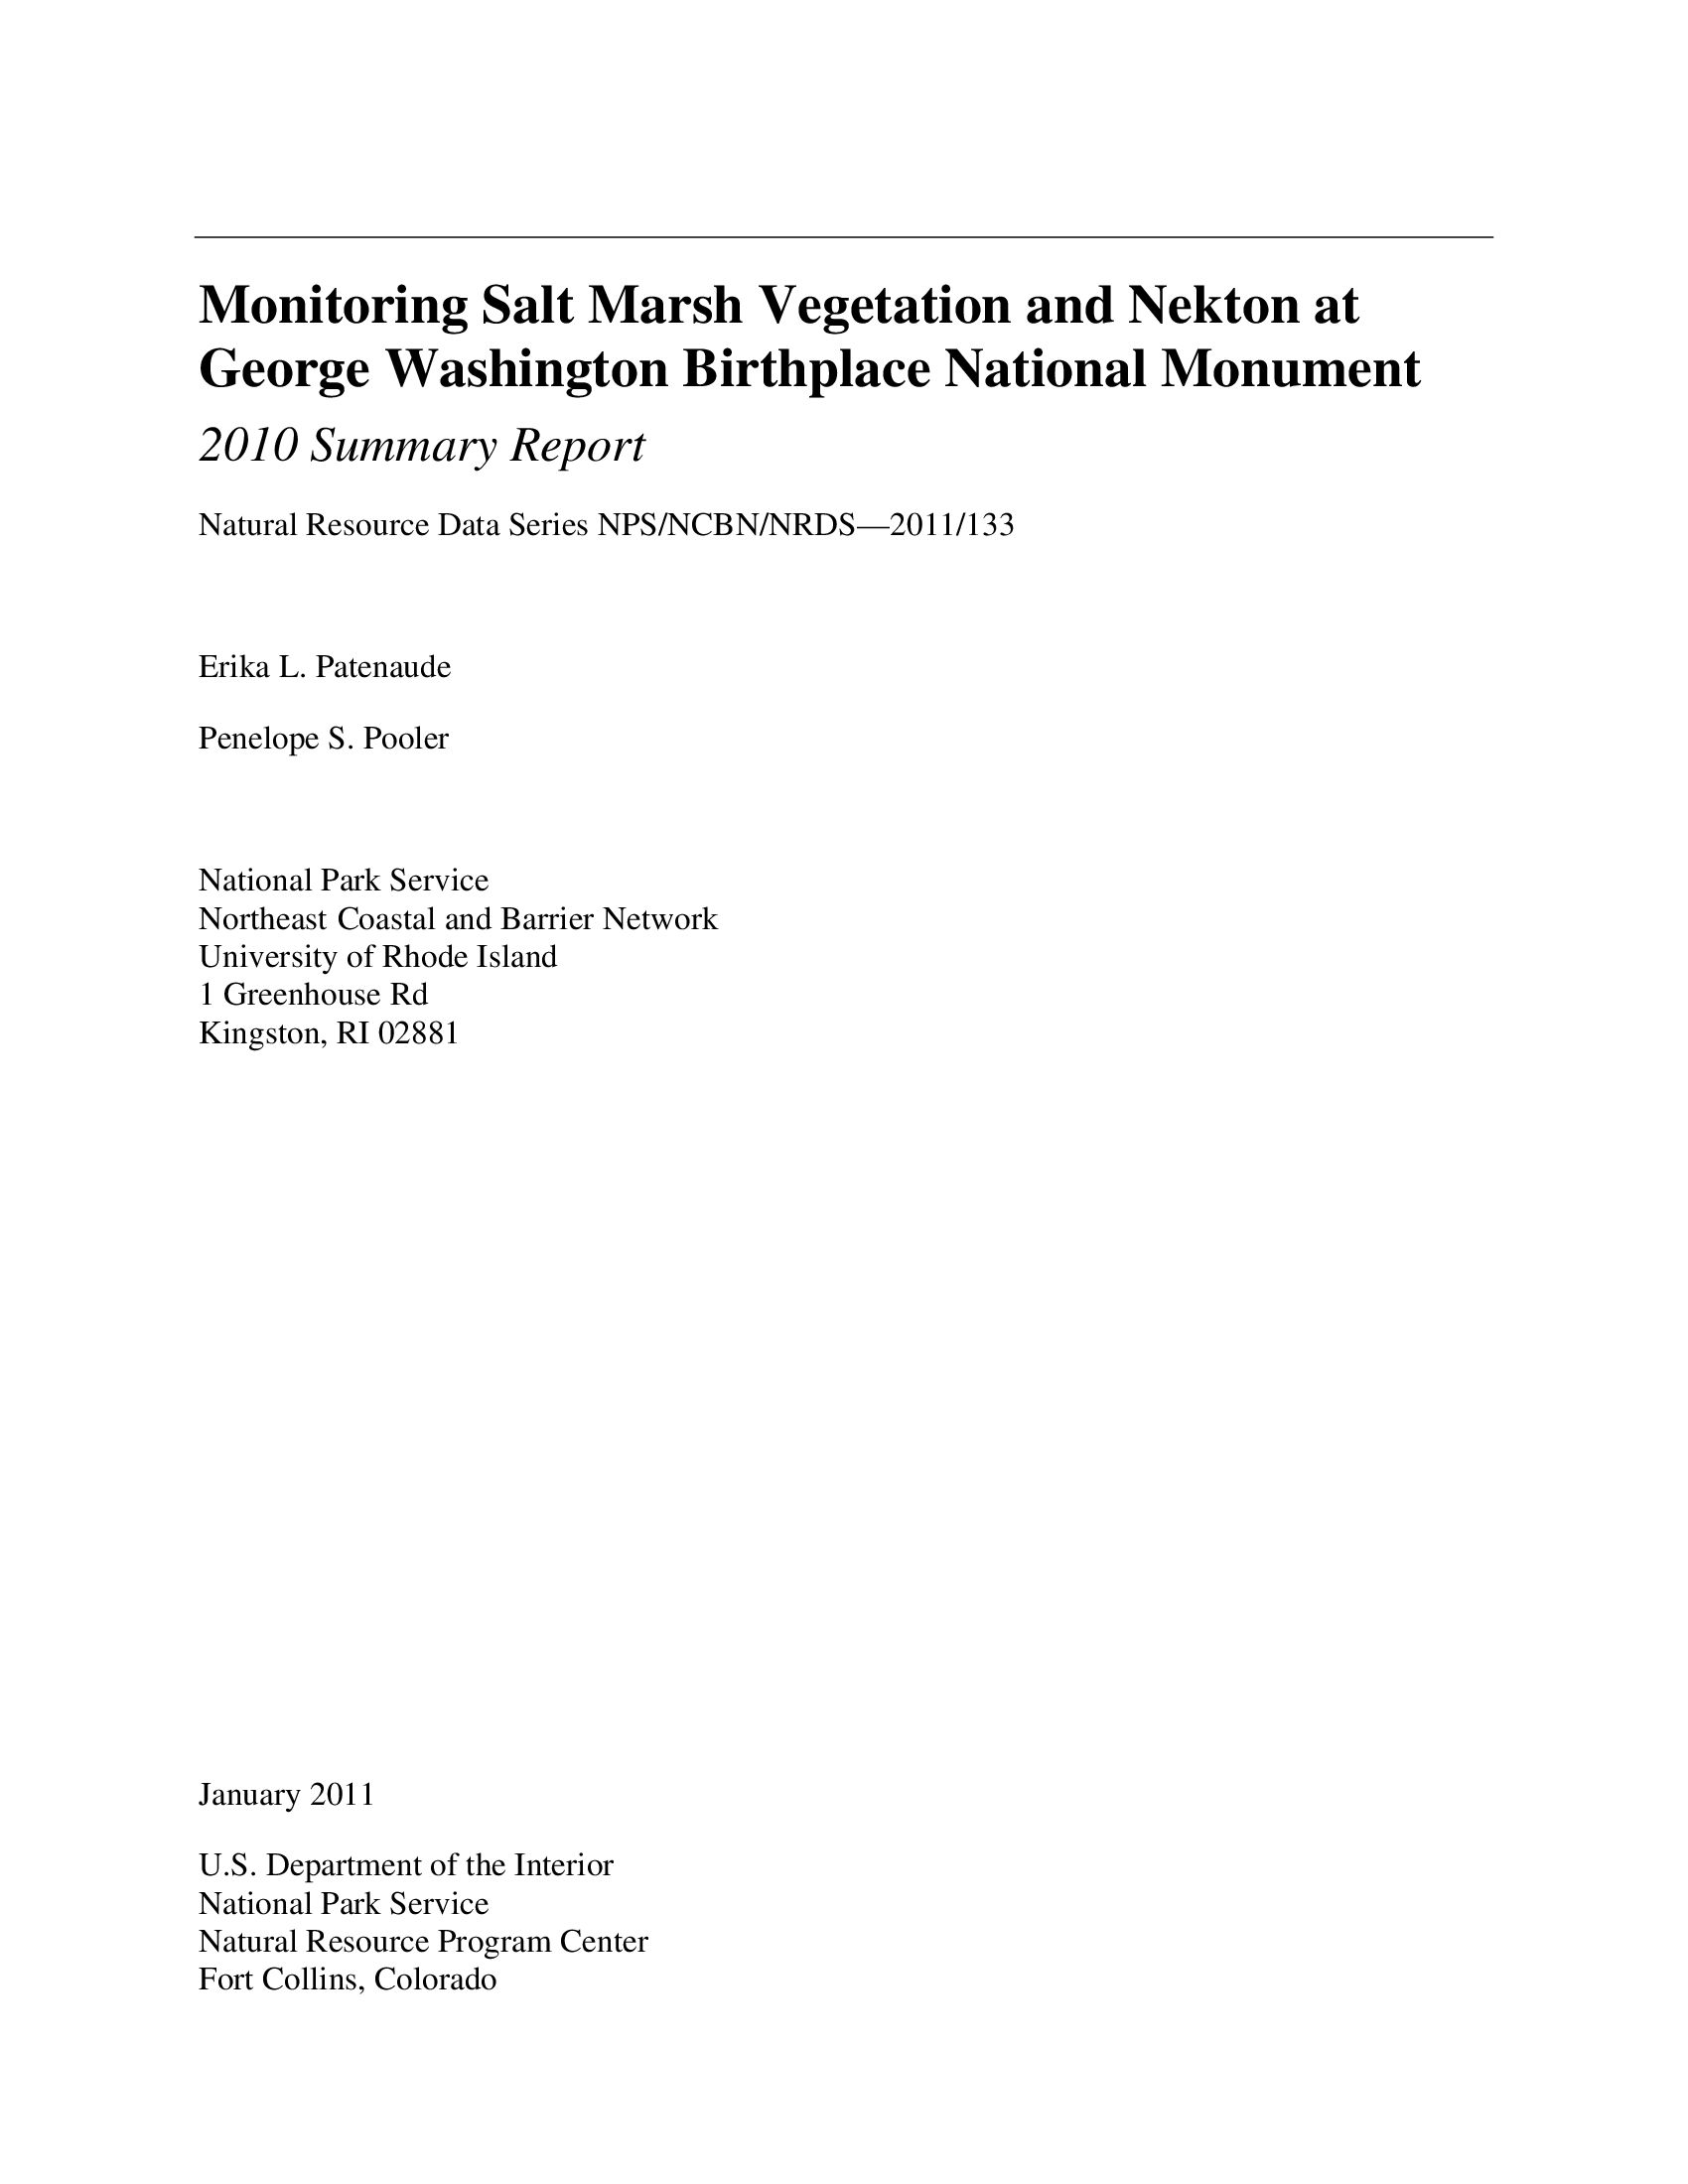 Monitoring Salt Marsh Vegetation and Nekton at
George Washington Birthplace National Monument
2010 Summary Report
Natural Resource Data Series NPS/NCBN/NRDS—2011/133
Erika L. Patenaude
Penelope S. Pooler
National Park Service
Northeast Coastal and Barrier Network
University of Rhode Island
1 Greenhouse Rd
Kingston, RI 02881
January 2011
U.S. Department of the Interior
National Park Service
Natural Resource Program Center
Fort Collins, Colorado